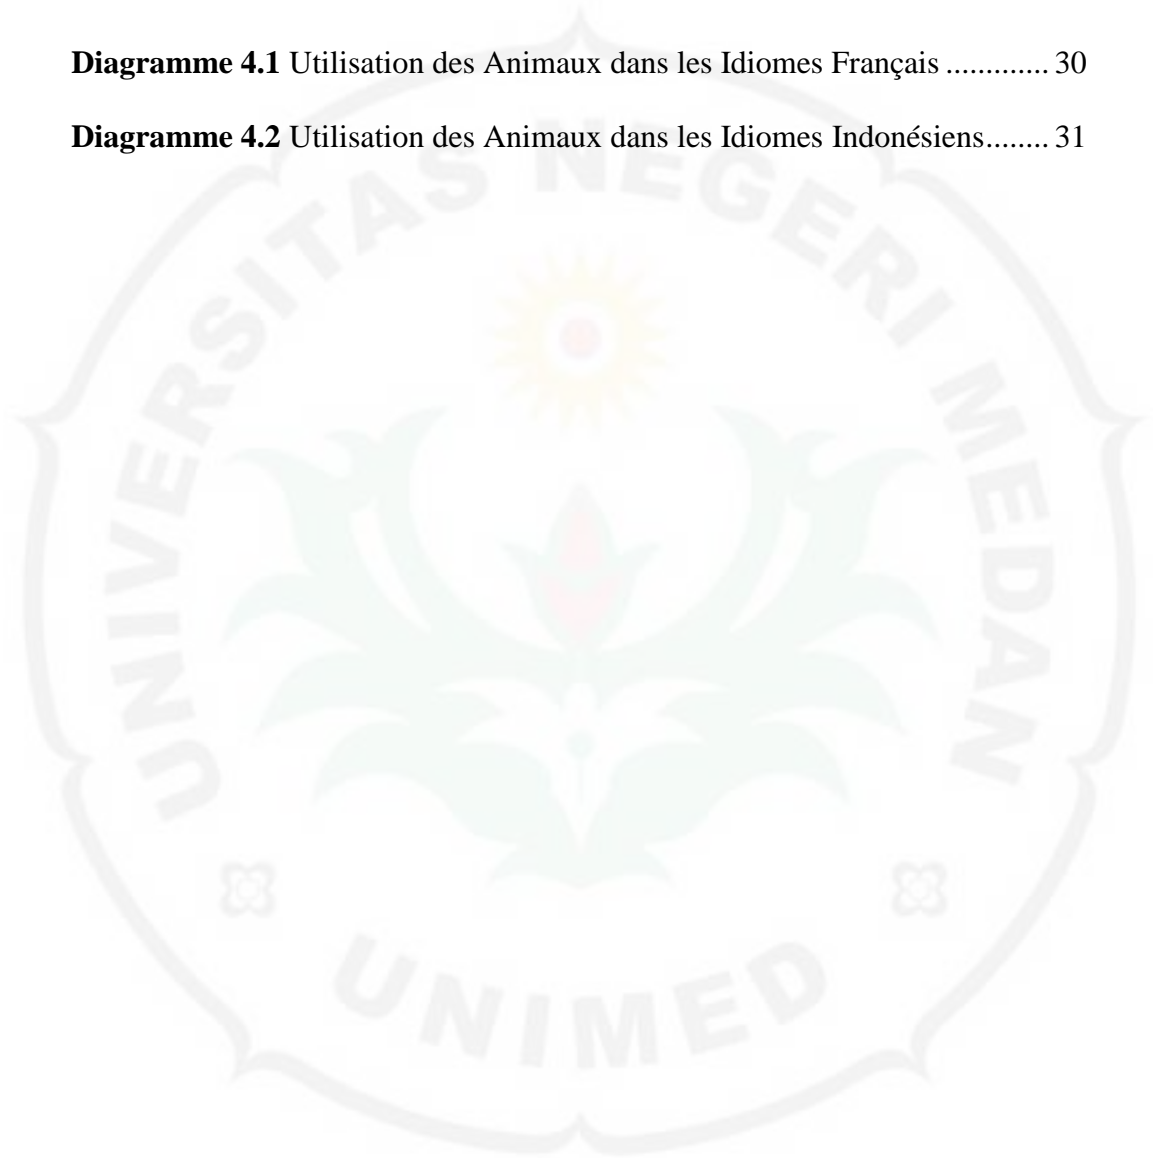 Diagramme 4.1 Utilisation des Animaux dans les Idiomes Français ............. 30
Diagramme 4.2 Utilisation des Animaux dans les Idiomes Indonésiens........ 31
UNIVERSITAS NEGERI MEDAN
UNIMED